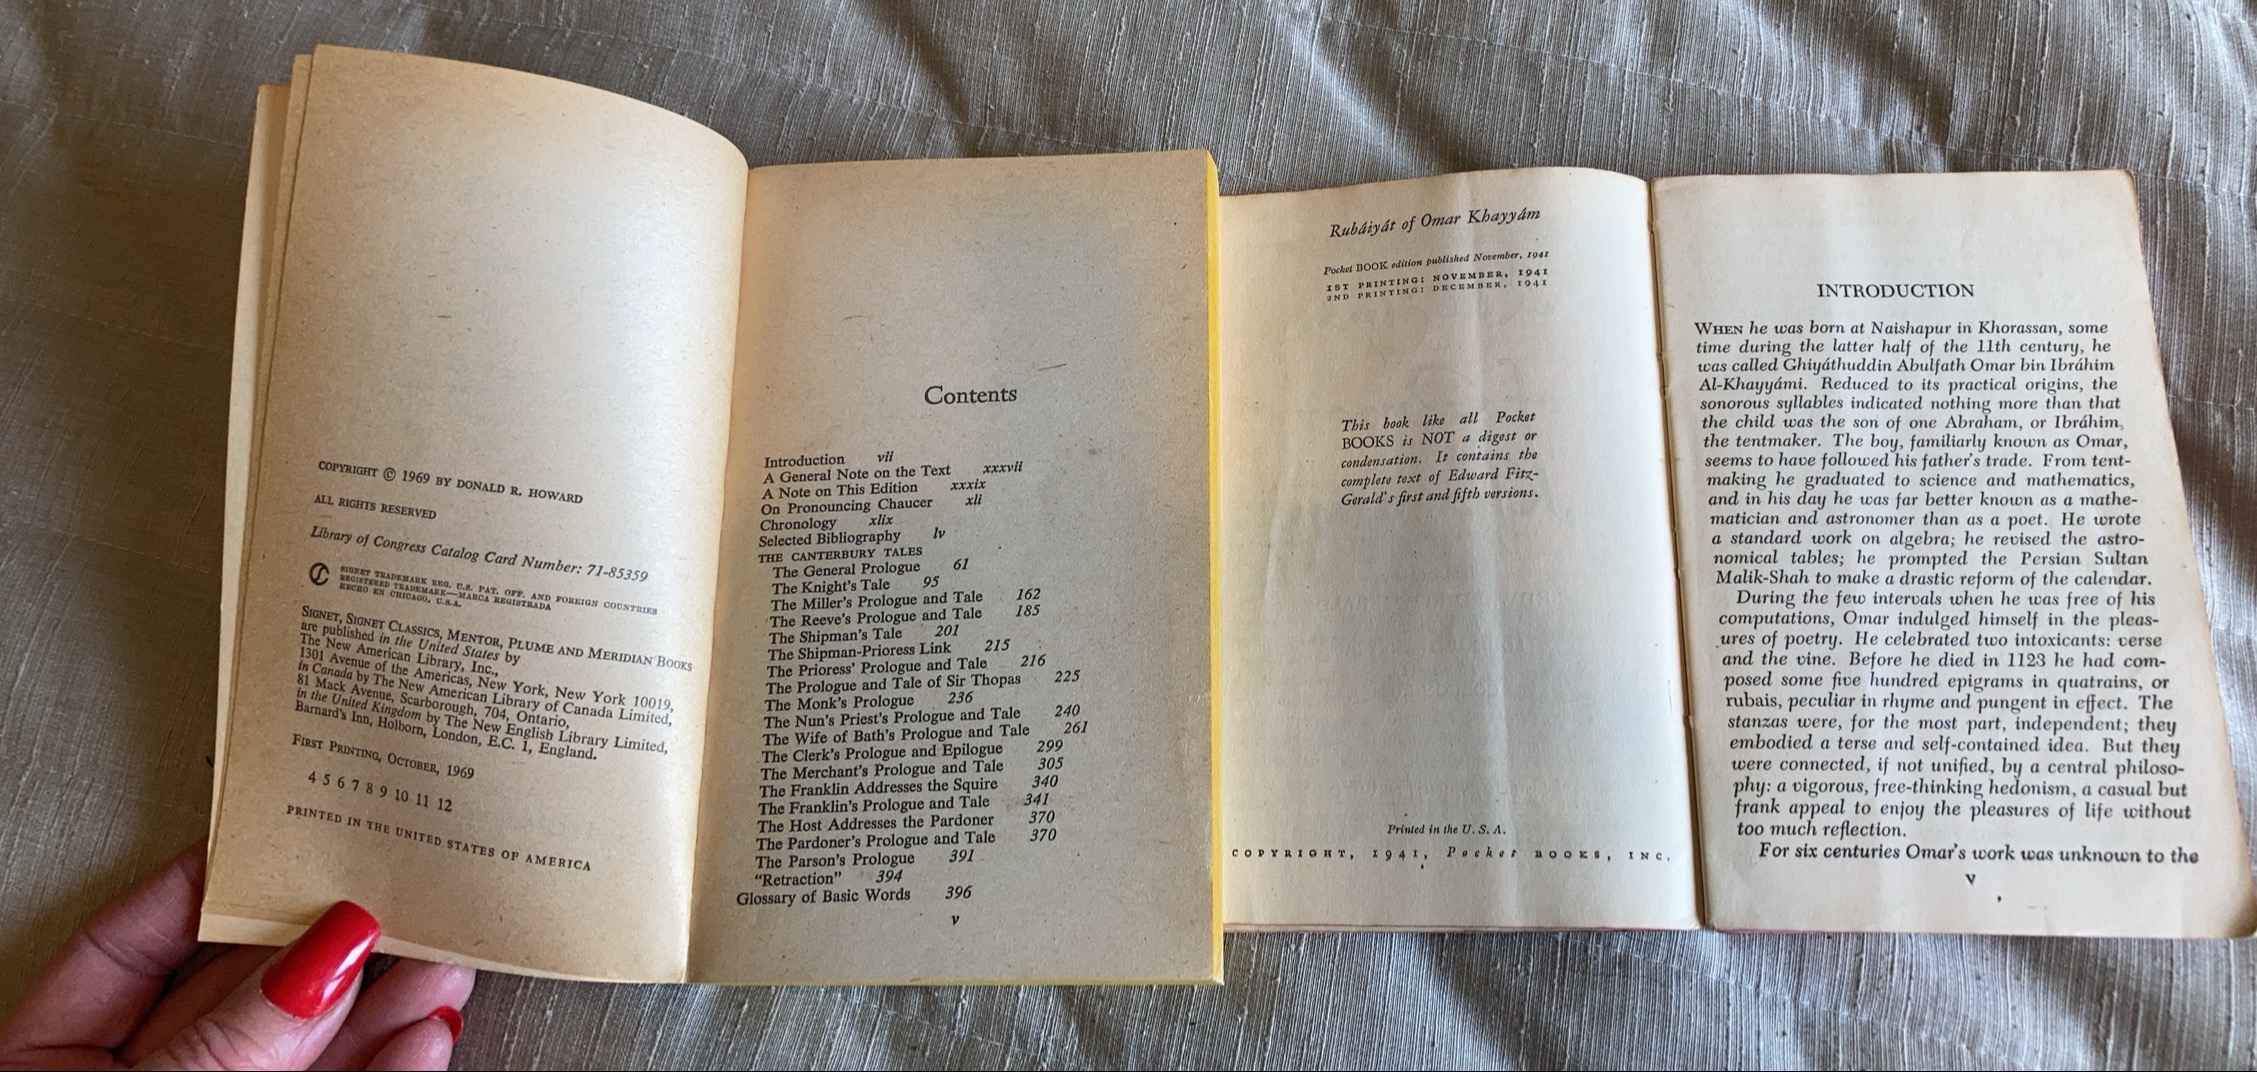 COPYRIGHT © 1969 BY DONALD R. HOWARD
ALL RIGHTS RESERVED
Library of Congress Catalog Card Number: 71-85359
SIGNET TRADEMARK REG. U.S. PAT. OFF. AND FOREIGN COUNTRIES
REGISTERED TRADEMARK—MARCA REGISTRADA
HECHO EN CHICAGO, U.S.A.
SIGNET, SIGNET CLASSICS, MENTOR, PLUME AND MERIDIAN BOOKS
are published in the United States by
The New American Library, Inc.,
1301 Avenue of the Americas, New York, New York 10019,
in Canada by The New American Library of Canada Limited,
81 Mack Avenue, Scarborough, 704, Ontario,
in the United Kingdom by The New English Library Limited,
Barnard's Inn, Holborn, London, E.C. 1, England.
FIRST PRINTING, OCTOBER, 1969
4 5 6 7 8 9 10 11 12
PRINTED IN THE UNITED STATES OF AMERICA
Contents
Introduction vii
A General Note on the Text xxxvii
A Note on This Edition xxxix
On Pronouncing Chaucer xli
Chronology xlix
Selected Bibliography lv
THE CANTERBURY TALES
The General Prologue 61
The Knight's Tale 95
The Miller's Prologue and Tale 162
The Reeve's Prologue and Tale 185
The Shipman's Tale 201
The Shipman-Prioress Link 215
The Prioress' Prologue and Tale 216
The Prologue and Tale of Sir Thopas 225
The Monk's Prologue 236
The Nun's Priest's Prologue and Tale 240
The Wife of Bath's Prologue and Tale 261
The Clerk's Prologue and Epilogue 299
The Merchant's Prologue and Tale 305
The Franklin Addresses the Squire 340
The Franklin's Prologue and Tale 341
The Host Addresses the Pardoner 370
The Pardoner's Prologue and Tale 370
The Parson's Prologue 391
"Retraction" 394
Glossary of Basic Words 396
v
Rubáiyát of Omar Khayyám
Pocket BOOK edition published November, 1941
1ST PRINTING: NOVEMBER, 1941
2ND PRINTING: DECEMBER, 1941
This book like all Pocket
BOOKS is NOT a digest or
condensation. It contains the
complete text of Edward Fitz-
Gerald's first and fifth versions.
Printed in the U. S. A.
COPYRIGHT, 1941, Pocket BOOKS, INC.
INTRODUCTION
WHEN he was born at Naishapur in Khorassan, some
time during the latter half of the 11th century, he
was called Ghiyáthuddin Abulfath Omar bin Ibráhim
Al-Khayyámi. Reduced to its practical origins, the
sonorous syllables indicated nothing more than that
the child was the son of one Abraham, or Ibráhim,
the tentmaker. The boy, familiarly known as Omar,
seems to have followed his father's trade. From tent-
making he graduated to science and mathematics,
and in his day he was far better known as a mathe-
matician and astronomer than as a poet. He wrote
a standard work on algebra; he revised the astro-
nomical tables; he prompted the Persian Sultan
Malik-Shah to make a drastic reform of the calendar.
During the few intervals when he was free of his
computations, Omar indulged himself in the pleas-
ures of poetry. He celebrated two intoxicants: verse
and the vine. Before he died in 1123 he had com-
posed some five hundred epigrams in quatrains, or
rubais, peculiar in rhyme and pungent in effect. The
stanzas were, for the most part, independent; they
embodied a terse and self-contained idea. But they
were connected, if not unified, by a central philoso-
phy: a vigorous, free-thinking hedonism, a casual but
frank appeal to enjoy the pleasures of life without
too much reflection.
For six centuries Omar's work was unknown to the
v